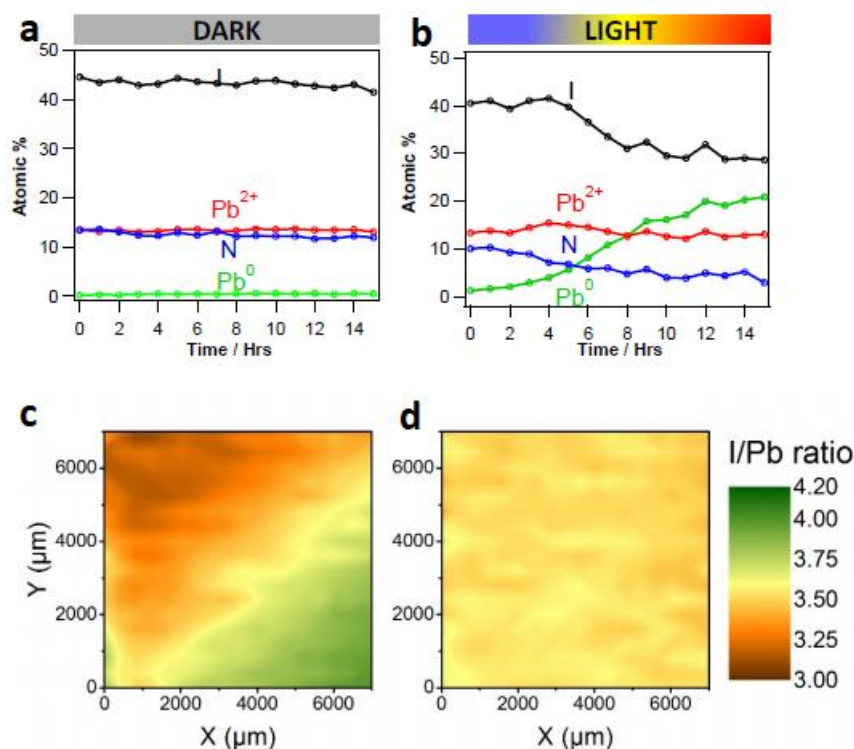 a
DARK
b
LIGHT
50
40
30
20
10
0
Atomic %
I
Pb2+
N
Pb0
0 2 4 6 8 10 12 14
Time / Hrs
50
40
30
20
10
0
Atomic %
I
Pb2+
N
Pb0
0 2 4 6 8 10 12 14
Time / Hrs
c
6000
4000
2000
0
Y (μm)
0 2000 4000 6000
X (μm)
d
6000
4000
2000
0
0 2000 4000 6000
X (μm)
I/Pb ratio
4.20
4.00
3.75
3.50
3.25
3.00